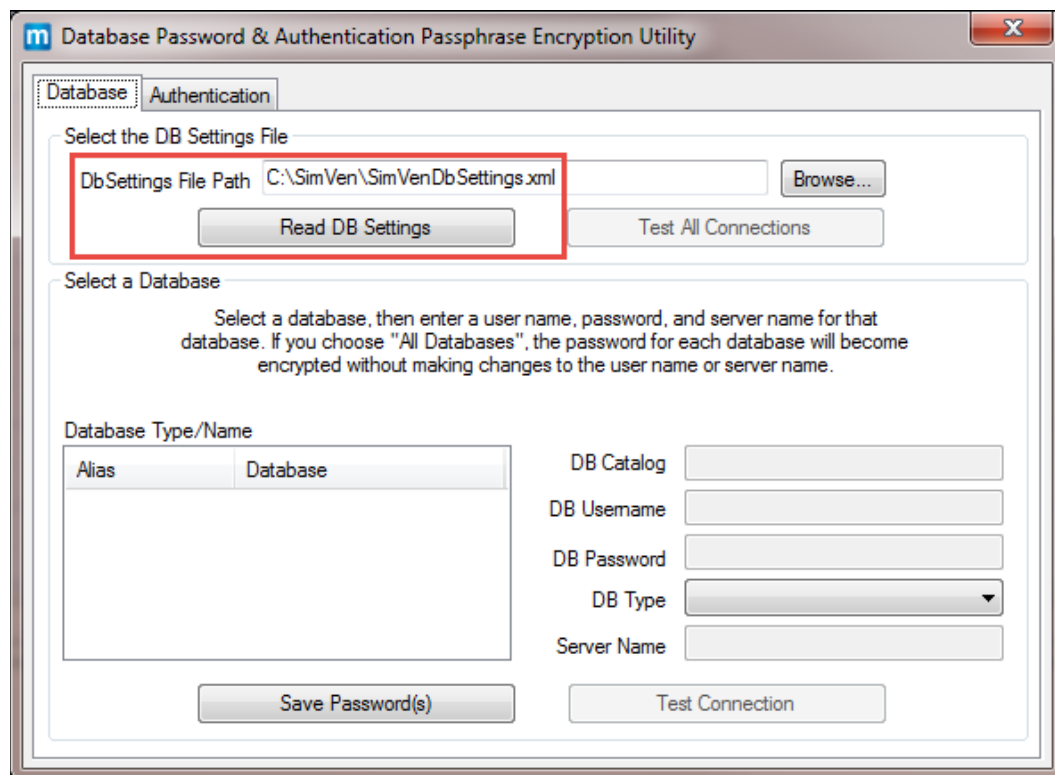 m Database Password & Authentication Passphrase Encryption Utility
X
Database Authentication
Select the DB Settings File
DbSettings File Path C:\SimVen\SimVenDbSettings.xml Browse...
Read DB Settings Test All Connections
Select a Database
Select a database, then enter a user name, password, and server name for that
database. If you choose "All Databases", the password for each database will become
encrypted without making changes to the user name or server name.
Database Type/Name
Alias Database
DB Catalog
DB Username
DB Password
DB Type
Server Name
Save Password(s) Test Connection